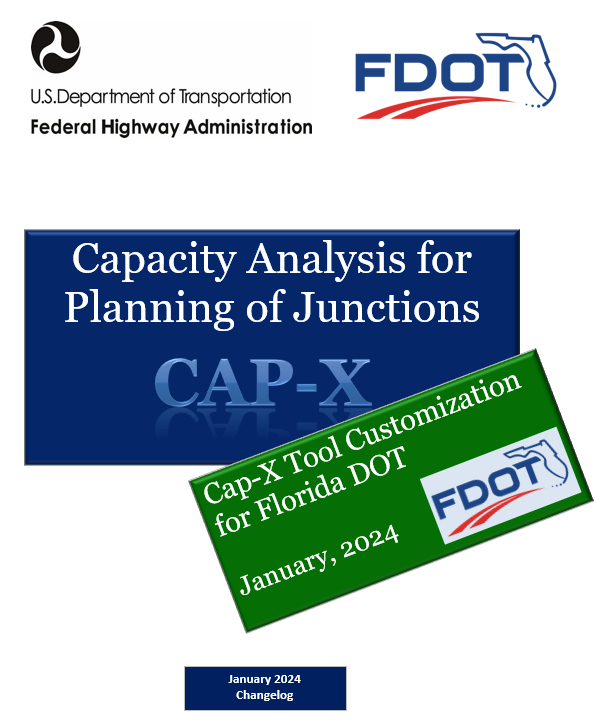 U.S.Department of Transportation
Federal Highway Administration
FDOT
Capacity Analysis for
Planning of Junctions
CAP-X
Cap-X Tool Customization
for Florida DOT
FDOT
January, 2024
January 2024
Changelog